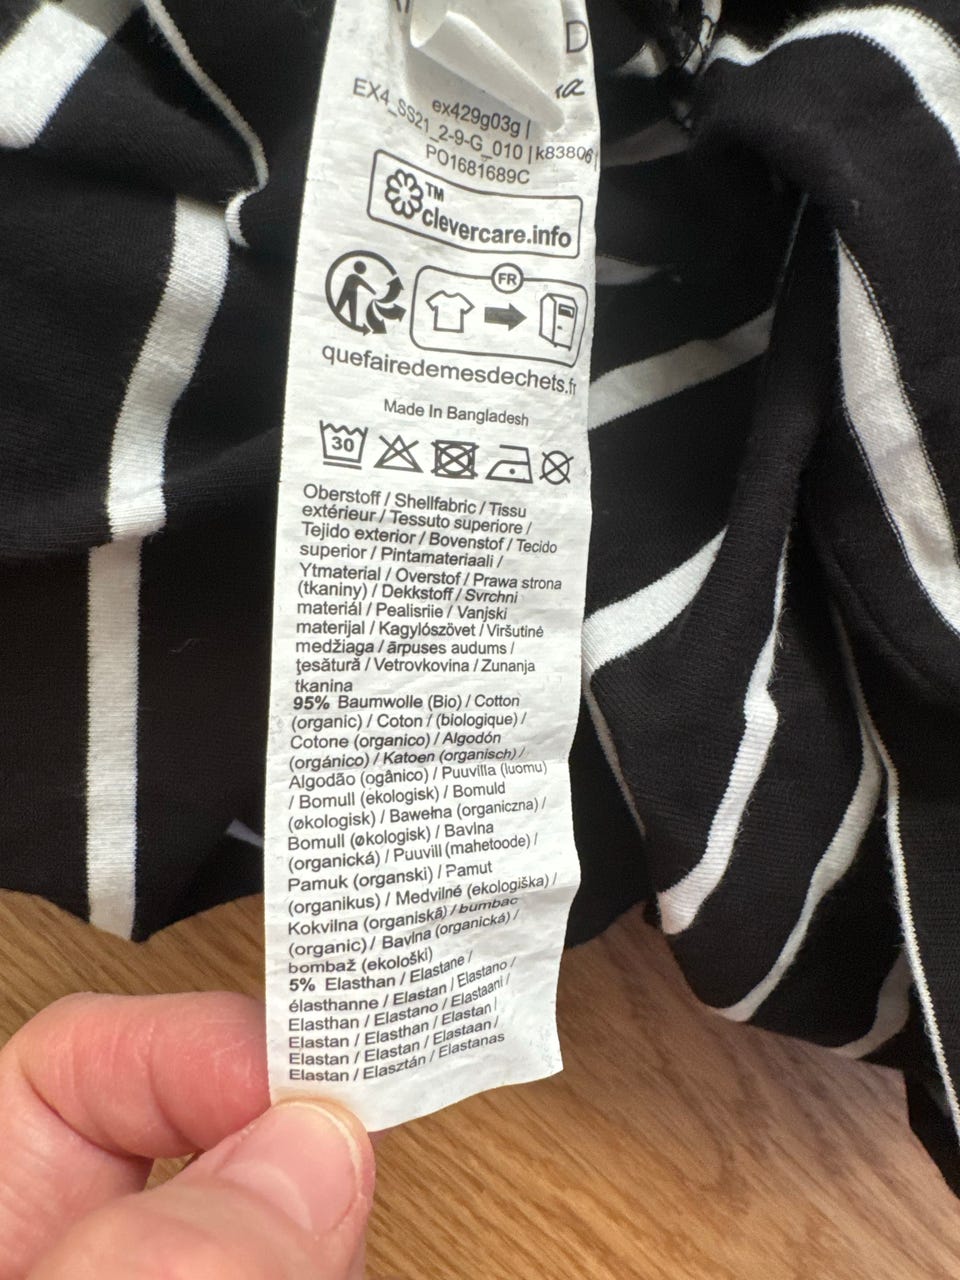 D
ex429g03g |
EX4_SS21_2-9-G_010 | k83806 |
PO1681689C
TM
clevercare.info
FR
quefairedemesdechets.fr
Made In Bangladesh
30
Oberstoff / Shellfabric / Tissu
extérieur / Tessuto superiore /
Tejido exterior / Bovenstof / Tecido
superior / Pintamateriaali /
Ytmaterial / Overstof / Prawa strona
(tkaniny) / Dekkstoff / Svrchni
materiál / Pealisriie / Vanjski
materijal / Kagylószövet / Viršutinė
medžiaga / ārpuses audums /
ţesătură / Vetrovkovina / Zunanja
tkanina
95% Baumwolle (Bio) / Cotton
(organic) / Coton / (biologique) /
Cotone (organico) / Algodón
(orgánico) / Katoen (organisch) /
Algodão (ogânico) / Puuvilla (luomu)
/ Bomull (ekologisk) / Bomuld
(økologisk) / Bawełna (organiczna) /
Bomull (økologisk) / Bavlna
(organická) / Puuvill (mahetoode) /
Pamuk (organski) / Pamut
(organikus) / Medvilné (ekologiška) /
Kokvilna (organiskā) / bumbac
(organic) / Bavlna (organická) /
bombaž (ekološki)
5% Elasthan / Elastane /
élasthanne / Elastan / Elastano /
Elasthan / Elastano / Elastaani /
Elastan / Elasthan / Elastan |
Elastan / Elastan / Elastaan /
Elastan / Elasztán / Elastanas